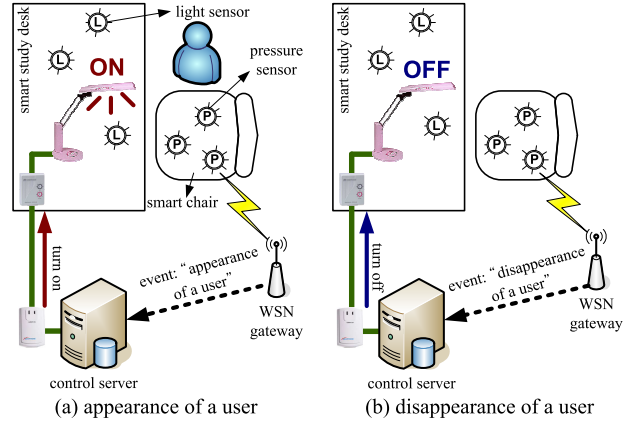 light sensor
smart study desk
L
L
ON
L
pressure
sensor
P
P
P
smart chair
turn on
event: “appearance
of a user”
WSN
gateway
control server
(a) appearance of a user
smart study desk
L
L
OFF
L
P
P
P
turn off
event: “disappearance
of a user”
WSN
gateway
control server
(b) disappearance of a user